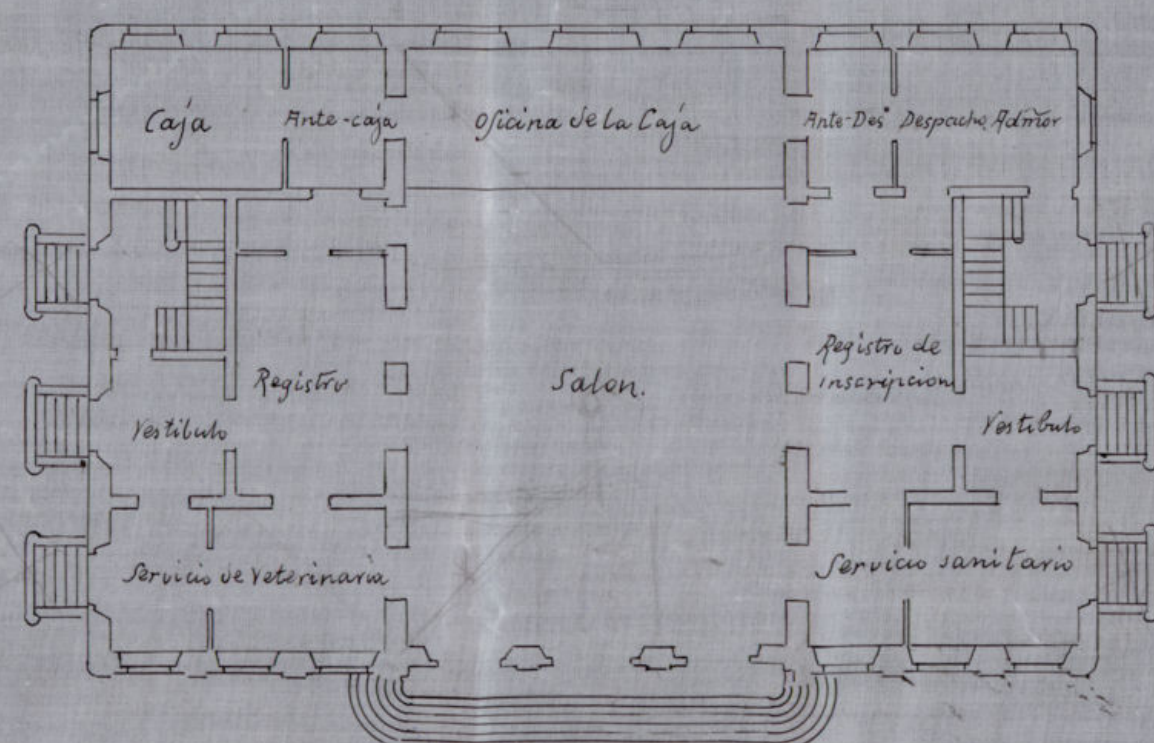 Caja
Ante-caja
Oficina de la Caja
Ante-Des°
Despacho Admor
Registro
Salon.
Registro de
inscripcion
Vestibulo
Vestibulo
Servicio de veterinaria
Servicio sanitario